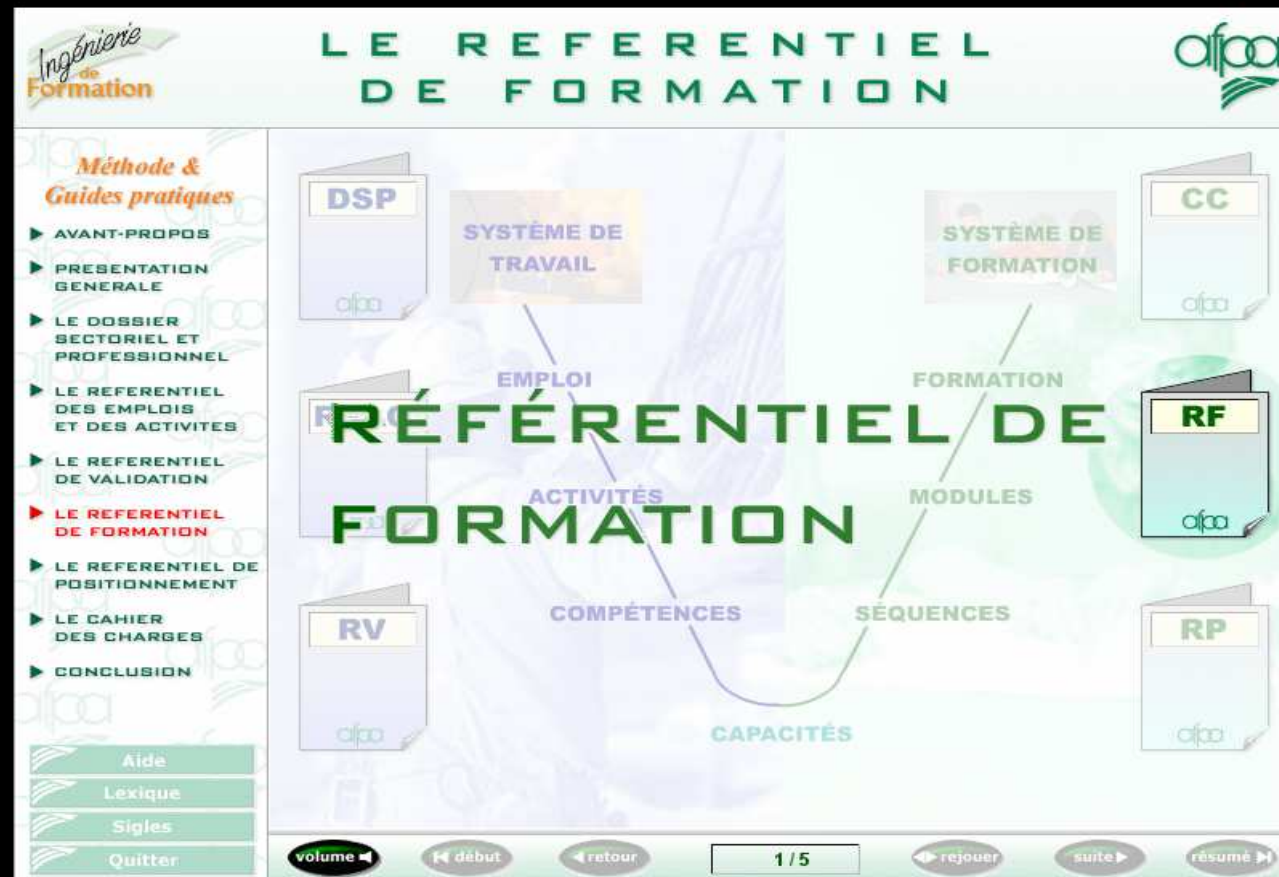 Ingénierie
de
Formation
LE REFERENTIEL
DE FORMATION
afpa
Méthode &
Guides pratiques
AVANT-PROPOS
PRESENTATION
GENERALE
LE DOSSIER
SECTORIEL ET
PROFESSIONNEL
LE REFERENTIEL
DES EMPLOIS
ET DES ACTIVITES
LE REFERENTIEL
DE VALIDATION
LE REFERENTIEL
DE FORMATION
LE REFERENTIEL DE
POSITIONNEMENT
LE CAHIER
DES CHARGES
CONCLUSION
Aide
Lexique
Sigles
Quitter
DSP
afpa
SYSTÈME DE
TRAVAIL
SYSTÈME DE
FORMATION
CC
afpa
EMPLOI
FORMATION
RÉFÉRENTIEL DE
FORMATION
RF
afpa
ACTIVITÉS
MODULES
COMPÉTENCES
SÉQUENCES
RV
afpa
RP
afpa
CAPACITÉS
volume
début
retour
1/5
rejouer
suite
résumé